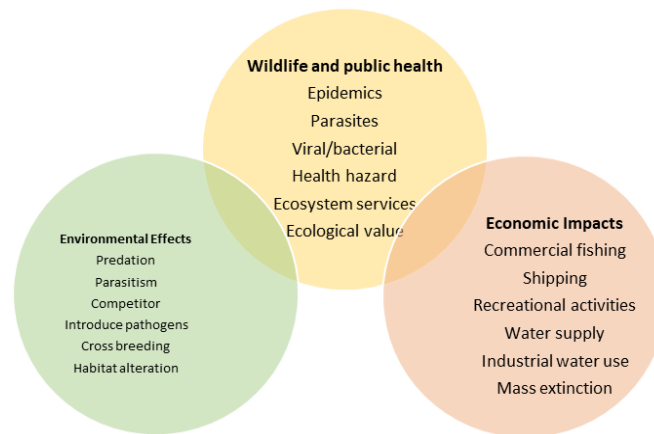 Wildlife and public health
Epidemics
Parasites
Viral/bacterial
Health hazard
Ecosystem services
Ecological value
Environmental Effects
Predation
Parasitism
Competitor
Introduce pathogens
Cross breeding
Habitat alteration
Economic Impacts
Commercial fishing
Shipping
Recreational activities
Water supply
Industrial water use
Mass extinction